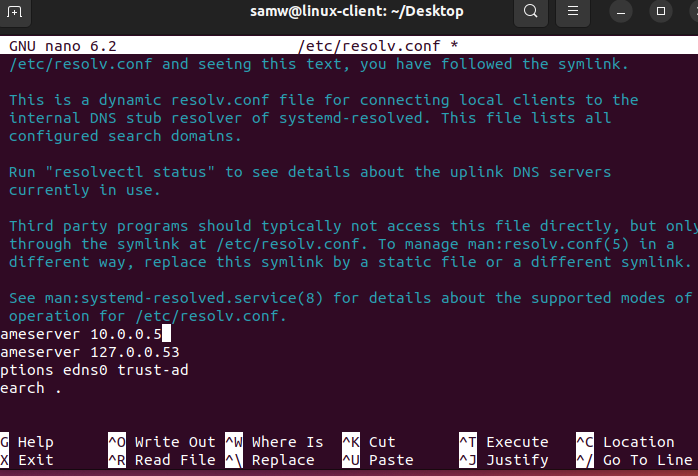 samw@linux-client: ~/Desktop
GNU nano 6.2 /etc/resolv.conf *
/etc/resolv.conf and seeing this text, you have followed the symlink.
This is a dynamic resolv.conf file for connecting local clients to the
internal DNS stub resolver of systemd-resolved. This file lists all
configured search domains.
Run "resolvectl status" to see details about the uplink DNS servers
currently in use.
Third party programs should typically not access this file directly, but only
through the symlink at /etc/resolv.conf. To manage man:resolv.conf(5) in a
different way, replace this symlink by a static file or a different symlink.
See man:systemd-resolved.service(8) for details about the supported modes of
operation for /etc/resolv.conf.
ameserver 10.0.0.5
ameserver 127.0.0.53
ptions edns0 trust-ad
earch .
G Help ^O Write Out ^W Where Is ^K Cut ^T Execute ^C Location
X Exit ^R Read File ^\ Replace ^U Paste ^J Justify ^/ Go To Line